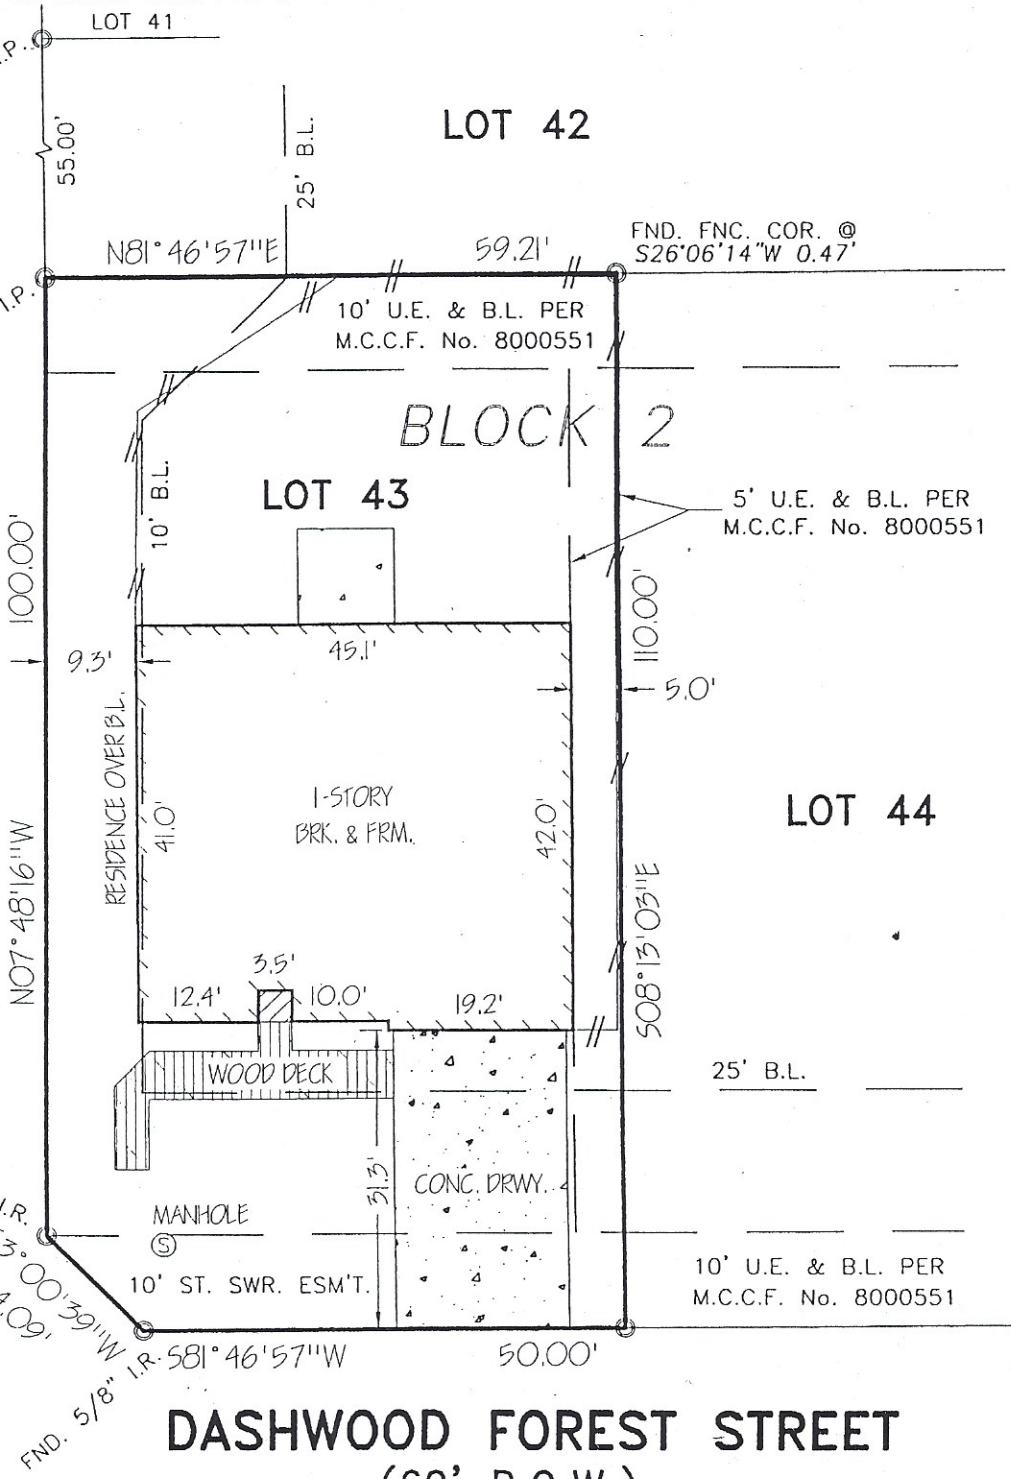 LOT 41
I.P.
55.00'
25' B.L.
LOT 42
N81°46'57"E
59.21'
FND. FNC. COR. @
S26°06'14"W 0.47'
I.P.
10' U.E. & B.L. PER
M.C.C.F. No. 8000551
BLOCK 2
10' B.L.
LOT 43
5' U.E. & B.L. PER
M.C.C.F. No. 8000551
100.00'
110.00'
45.1'
9.3'
5.0'
RESIDENCE OVER B.L.
41.0'
1-STORY
BRK. & FRM.
42.0'
LOT 44
N07°48'16"W
S08°13'03"E
3.5'
12.4'
10.0'
19.2'
WOOD DECK
25' B.L.
31.3'
CONC. DRWY.
MANHOLE
S
I.R.
00'39"W
.09'
10' ST. SWR. ESM'T.
10' U.E. & B.L. PER
M.C.C.F. No. 8000551
FND. 5/8" I.R.
S81°46'57"W
50.00'
DASHWOOD FOREST STREET
(60' R.O.W.)